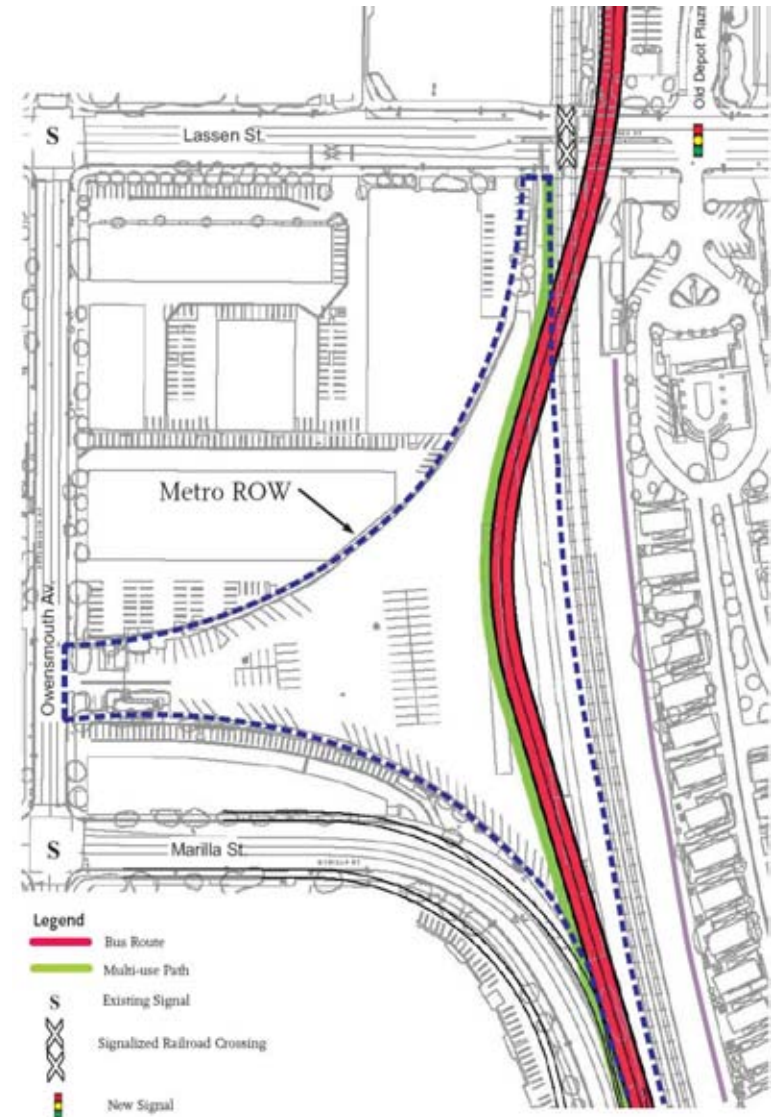 Old Depot Plaz
S
Lassen St.
Metro ROW
Owensmouth Av.
S
Marilla St.
Legend
Bus Route
Multi-use Path
S
Existing Signal
Signalized Railroad Crossing
New Signal